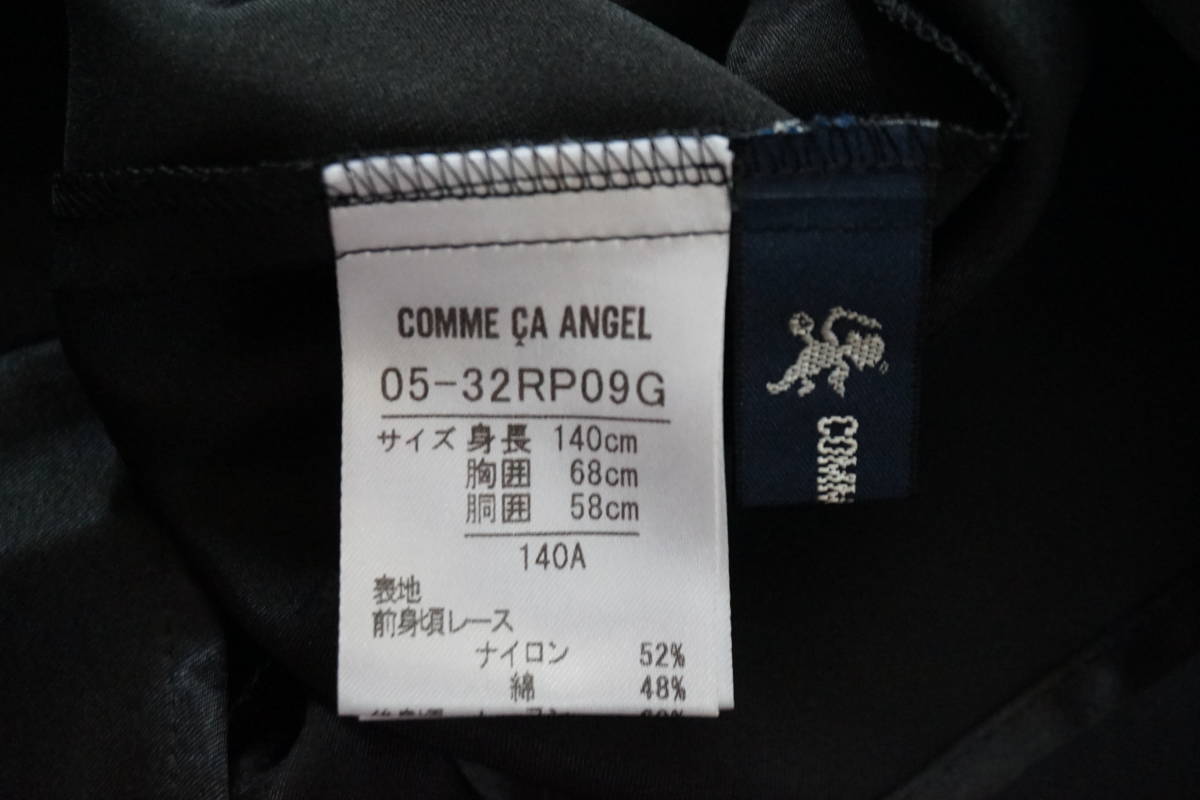 COMME ÇA ANGEL
05-32RP09G
サイズ 身長 140cm
胸囲 68cm
胴囲 58cm
140A
表地
前身頃レース
ナイロン 52%
綿 48%